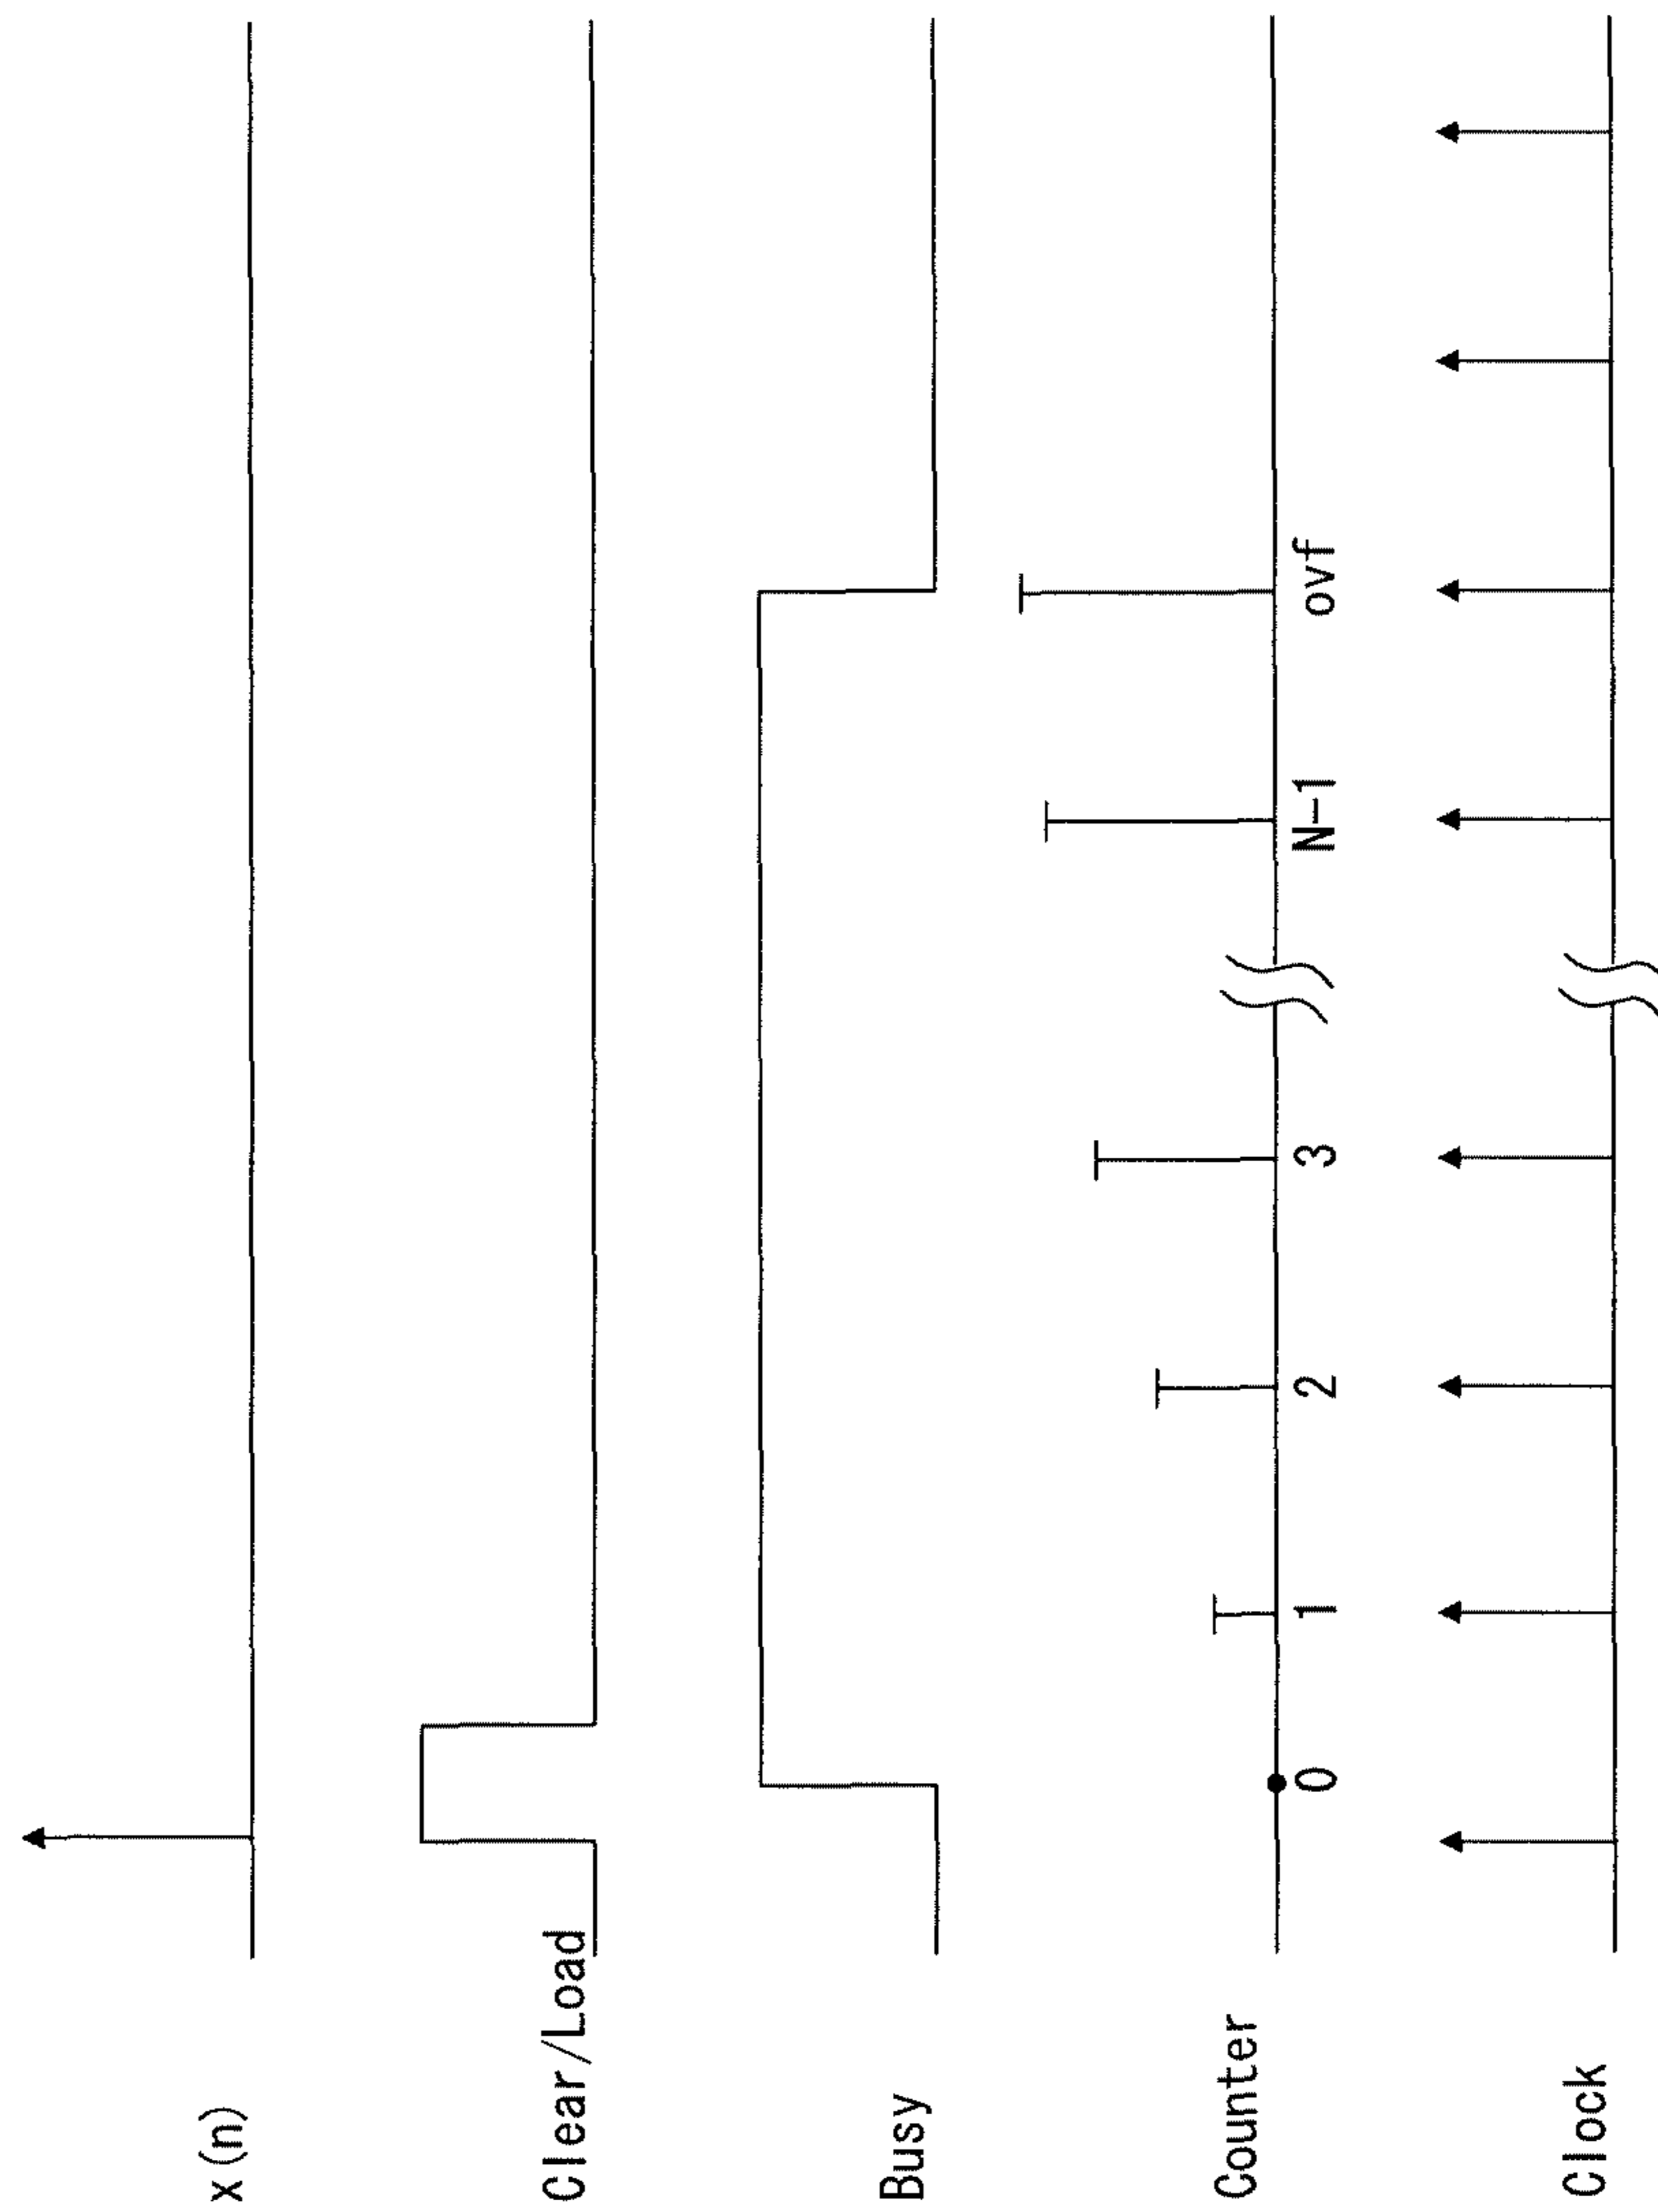 x(n)
Clear/Load
Busy
Counter
0 1 2 3 N-1 ovf
Clock